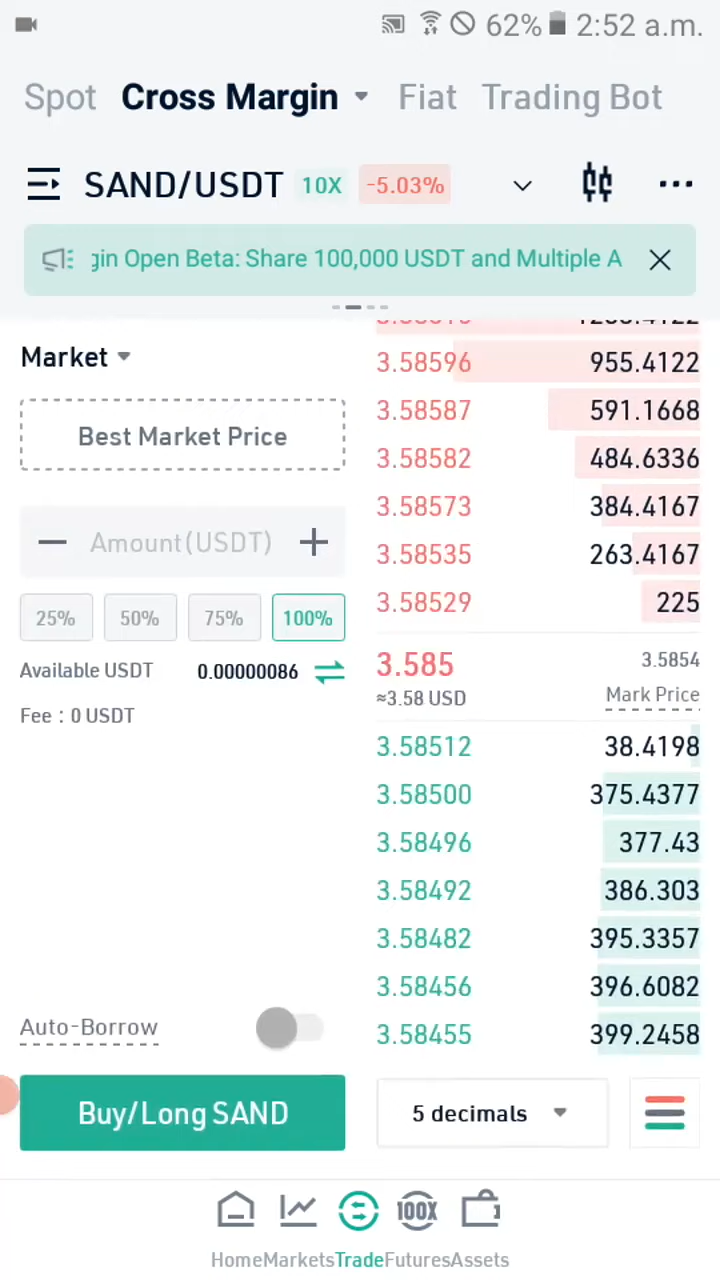 62% 2:52 a.m.
Spot Cross Margin Fiat Trading Bot
SAND/USDT 10X -5.03%
gin Open Beta: Share 100,000 USDT and Multiple A
Market
Best Market Price
Amount(USDT)
25% 50% 75% 100%
Available USDT 0.00000086
Fee : 0 USDT
Auto-Borrow
Buy/Long SAND
3.58596 955.4122
3.58587 591.1668
3.58582 484.6336
3.58573 384.4167
3.58535 263.4167
3.58529 225
3.585 3.5854
≈3.58 USD Mark Price
3.58512 38.4198
3.58500 375.4377
3.58496 377.43
3.58492 386.303
3.58482 395.3357
3.58456 396.6082
3.58455 399.2458
5 decimals
100X
Home Markets Trade Futures Assets